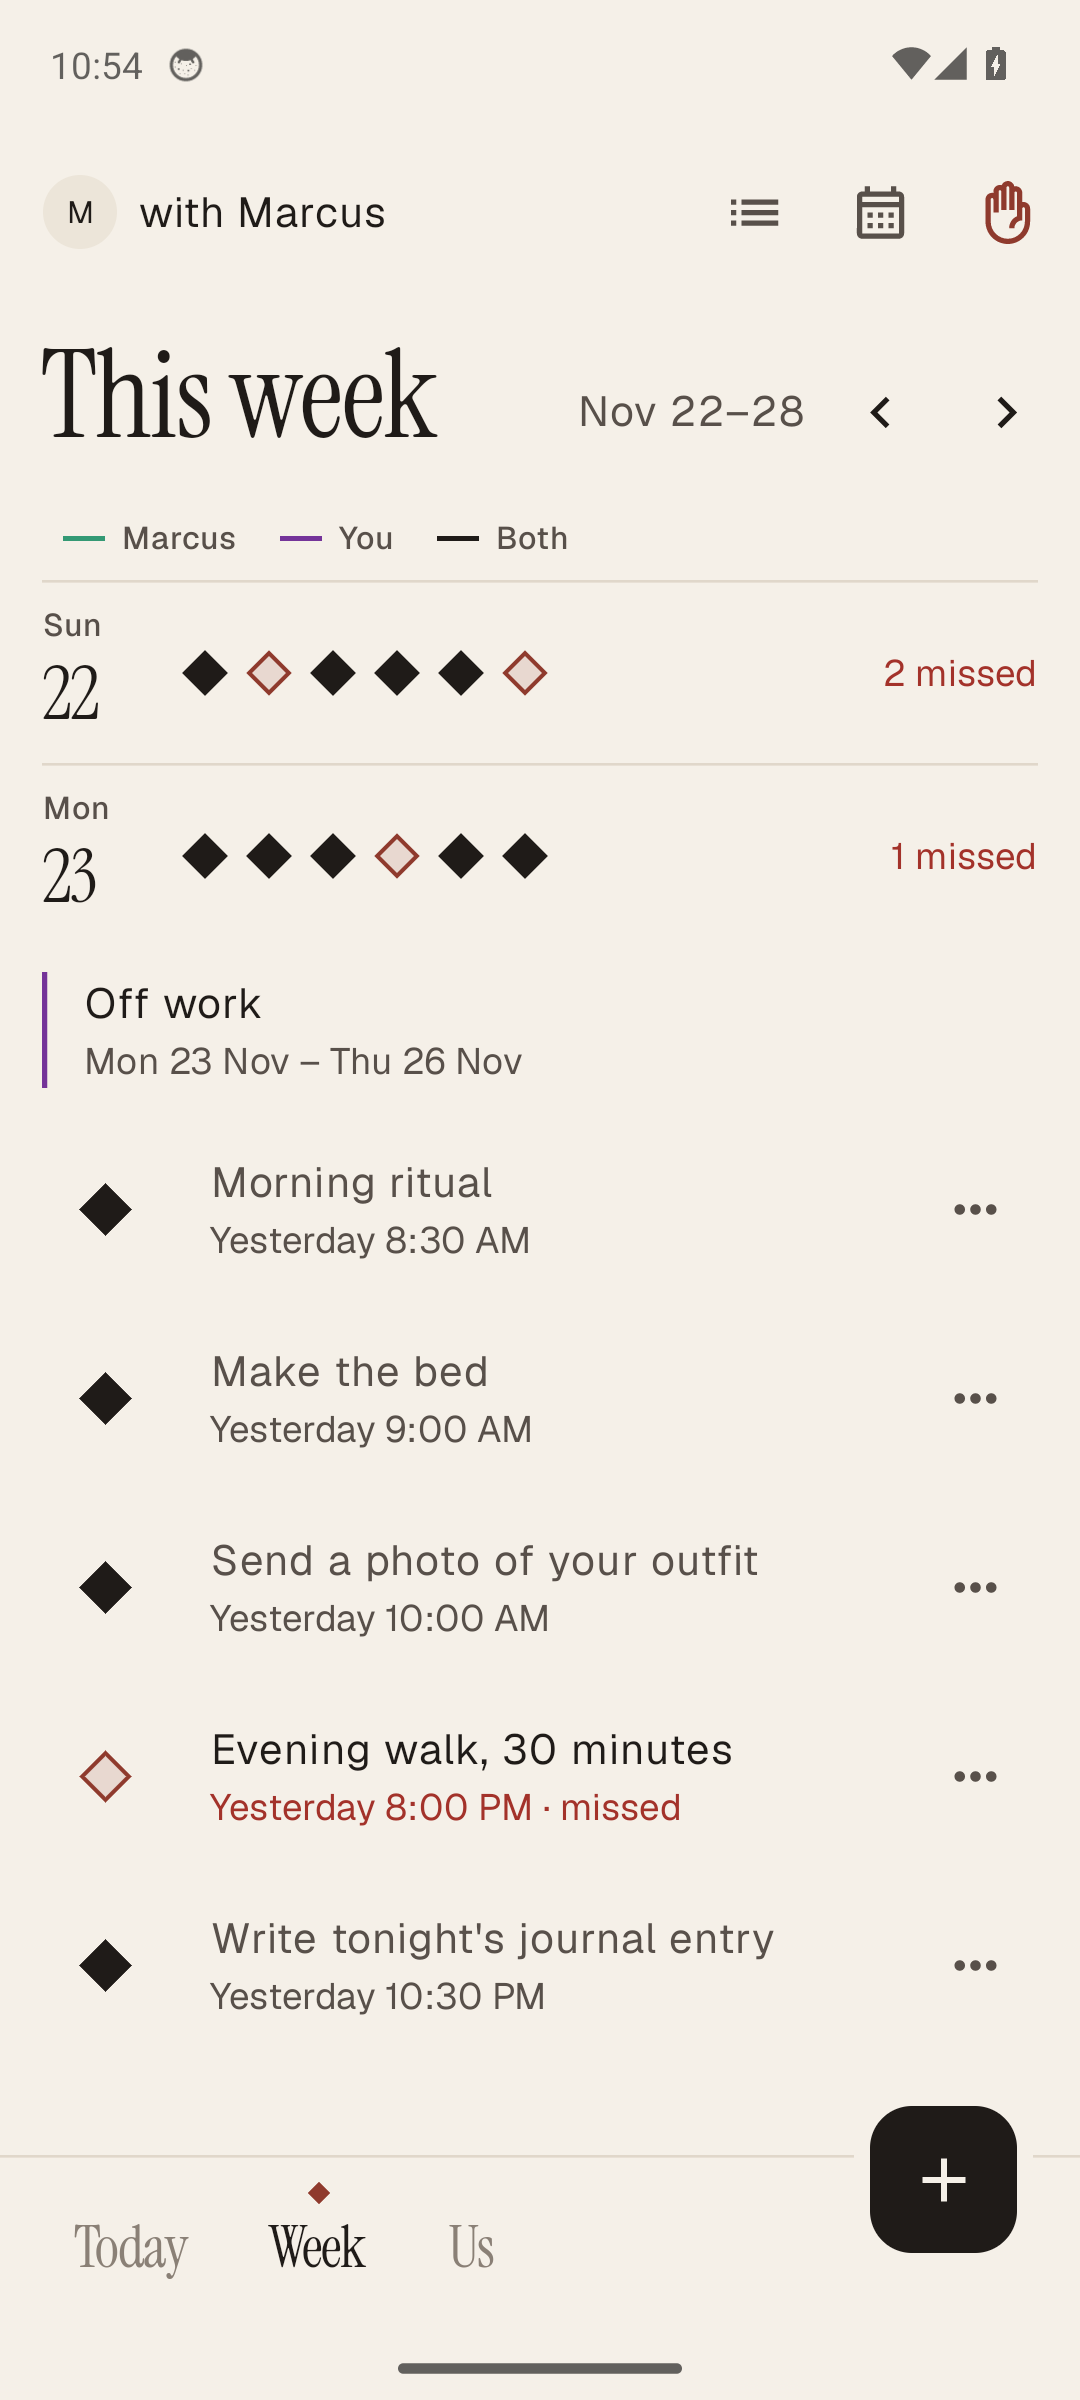 10:54
M with Marcus
This week
Nov 22–28
Marcus You Both
Sun
22
2 missed
Mon
23
1 missed
Off work
Mon 23 Nov – Thu 26 Nov
Morning ritual
Yesterday 8:30 AM
Make the bed
Yesterday 9:00 AM
Send a photo of your outfit
Yesterday 10:00 AM
Evening walk, 30 minutes
Yesterday 8:00 PM · missed
Write tonight's journal entry
Yesterday 10:30 PM
Today Week Us